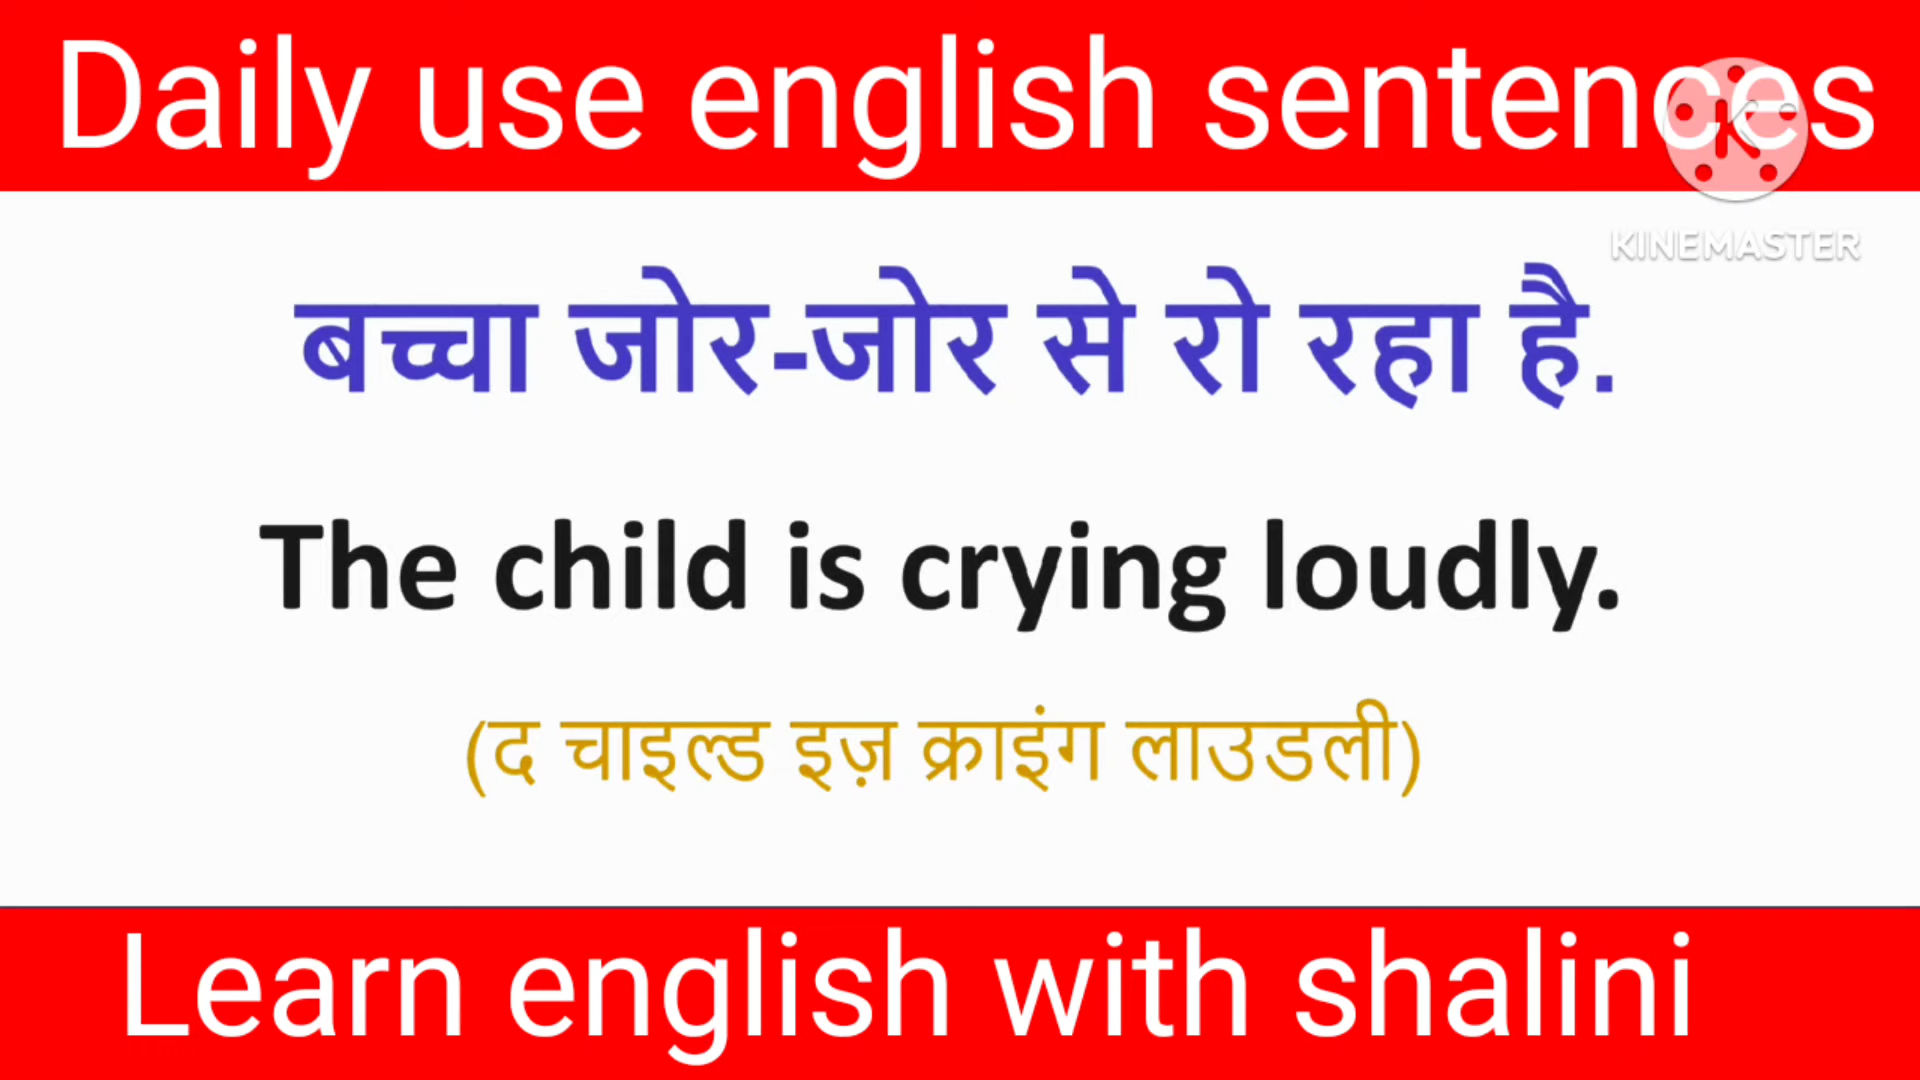 Daily use english sentences
KINEMASTER
बच्चा जोर-जोर से रो रहा है.
The child is crying loudly.
(द चाइल्ड इज़ क्राइंग लाउडली)
Learn english with shalini